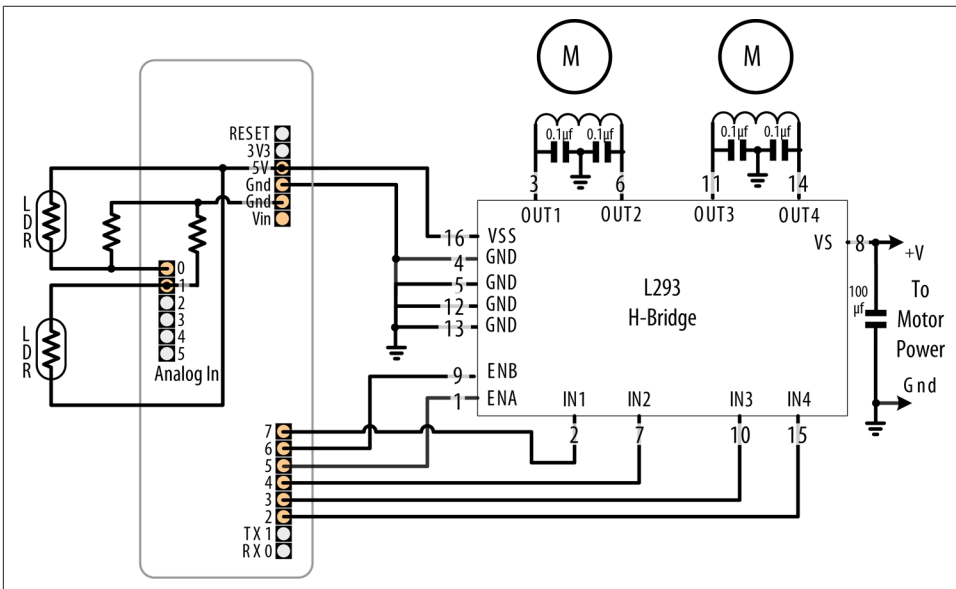 M
M
0.1µf 0.1µf
0.1µf 0.1µf
3
6
11
14
OUT1
OUT2
OUT3
OUT4
RESET
3V3
5V
Gnd
Gnd
Vin
LDR
LDR
0
1
2
3
4
5
Analog In
16 VSS
4 GND
5 GND
12 GND
13 GND
9 ENB
1 ENA
L293
H-Bridge
VS 8
+V
100
µf
To
Motor
Power
Gnd
IN1
IN2
IN3
IN4
2
7
10
15
7
6
5
4
3
2
TX 1
RX 0